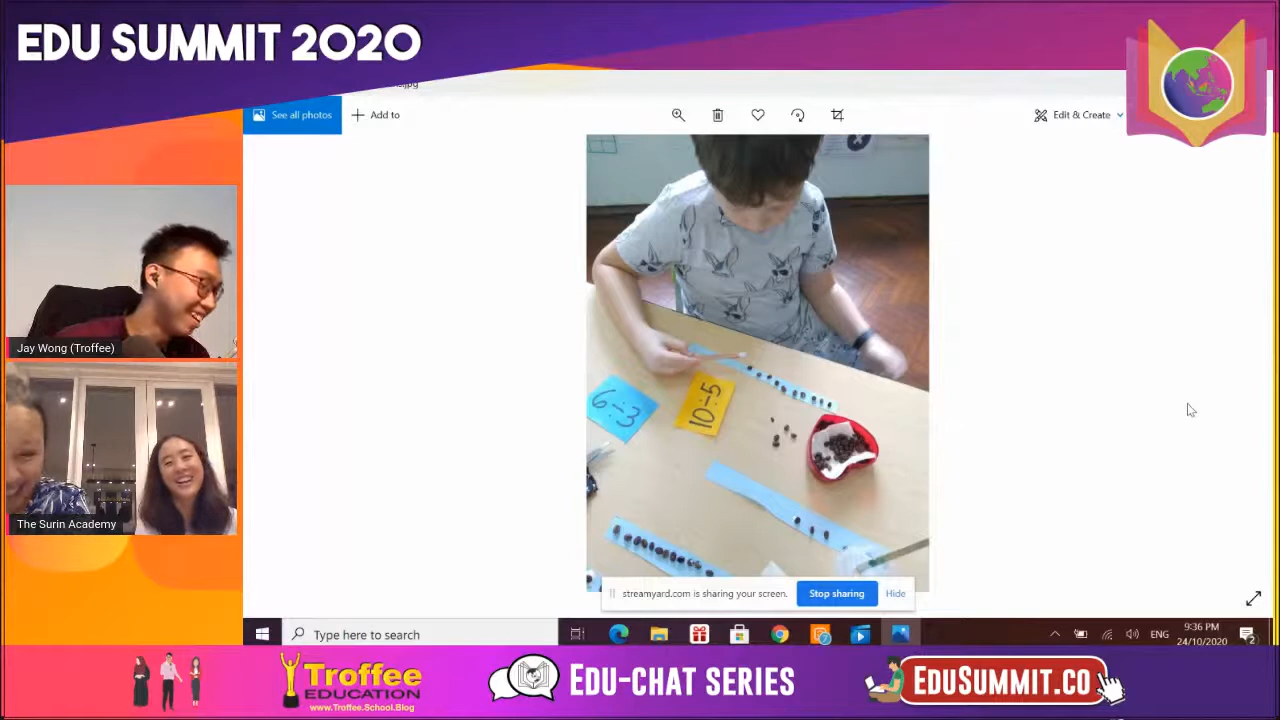 EDU SUMMIT 2020
See all photos
Add to
Edit & Create
6÷3
10÷5
Jay Wong (Troffee)
The Surin Academy
streamyard.com is sharing your screen.
Stop sharing
Hide
Type here to search
ENG
9:36 PM
24/10/2020
2
Troffee
EDUCATION
www.Troffee.School.Blog
EDU-CHAT SERIES
EDUSUMMIT.CO